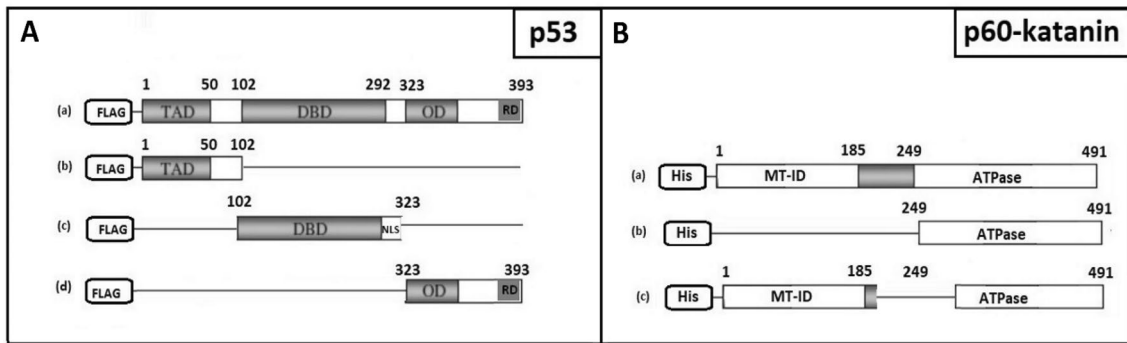 A
p53
1 50 102 292 323 393
(a) FLAG TAD DBD OD RD
1 50 102
(b) FLAG TAD
102 323
(c) FLAG DBD NLS
323 393
(d) FLAG OD RD
B
p60-katanin
1 185 249 491
(a) His MT-ID ATPase
249 491
(b) His ATPase
1 185 249 491
(c) His MT-ID ATPase